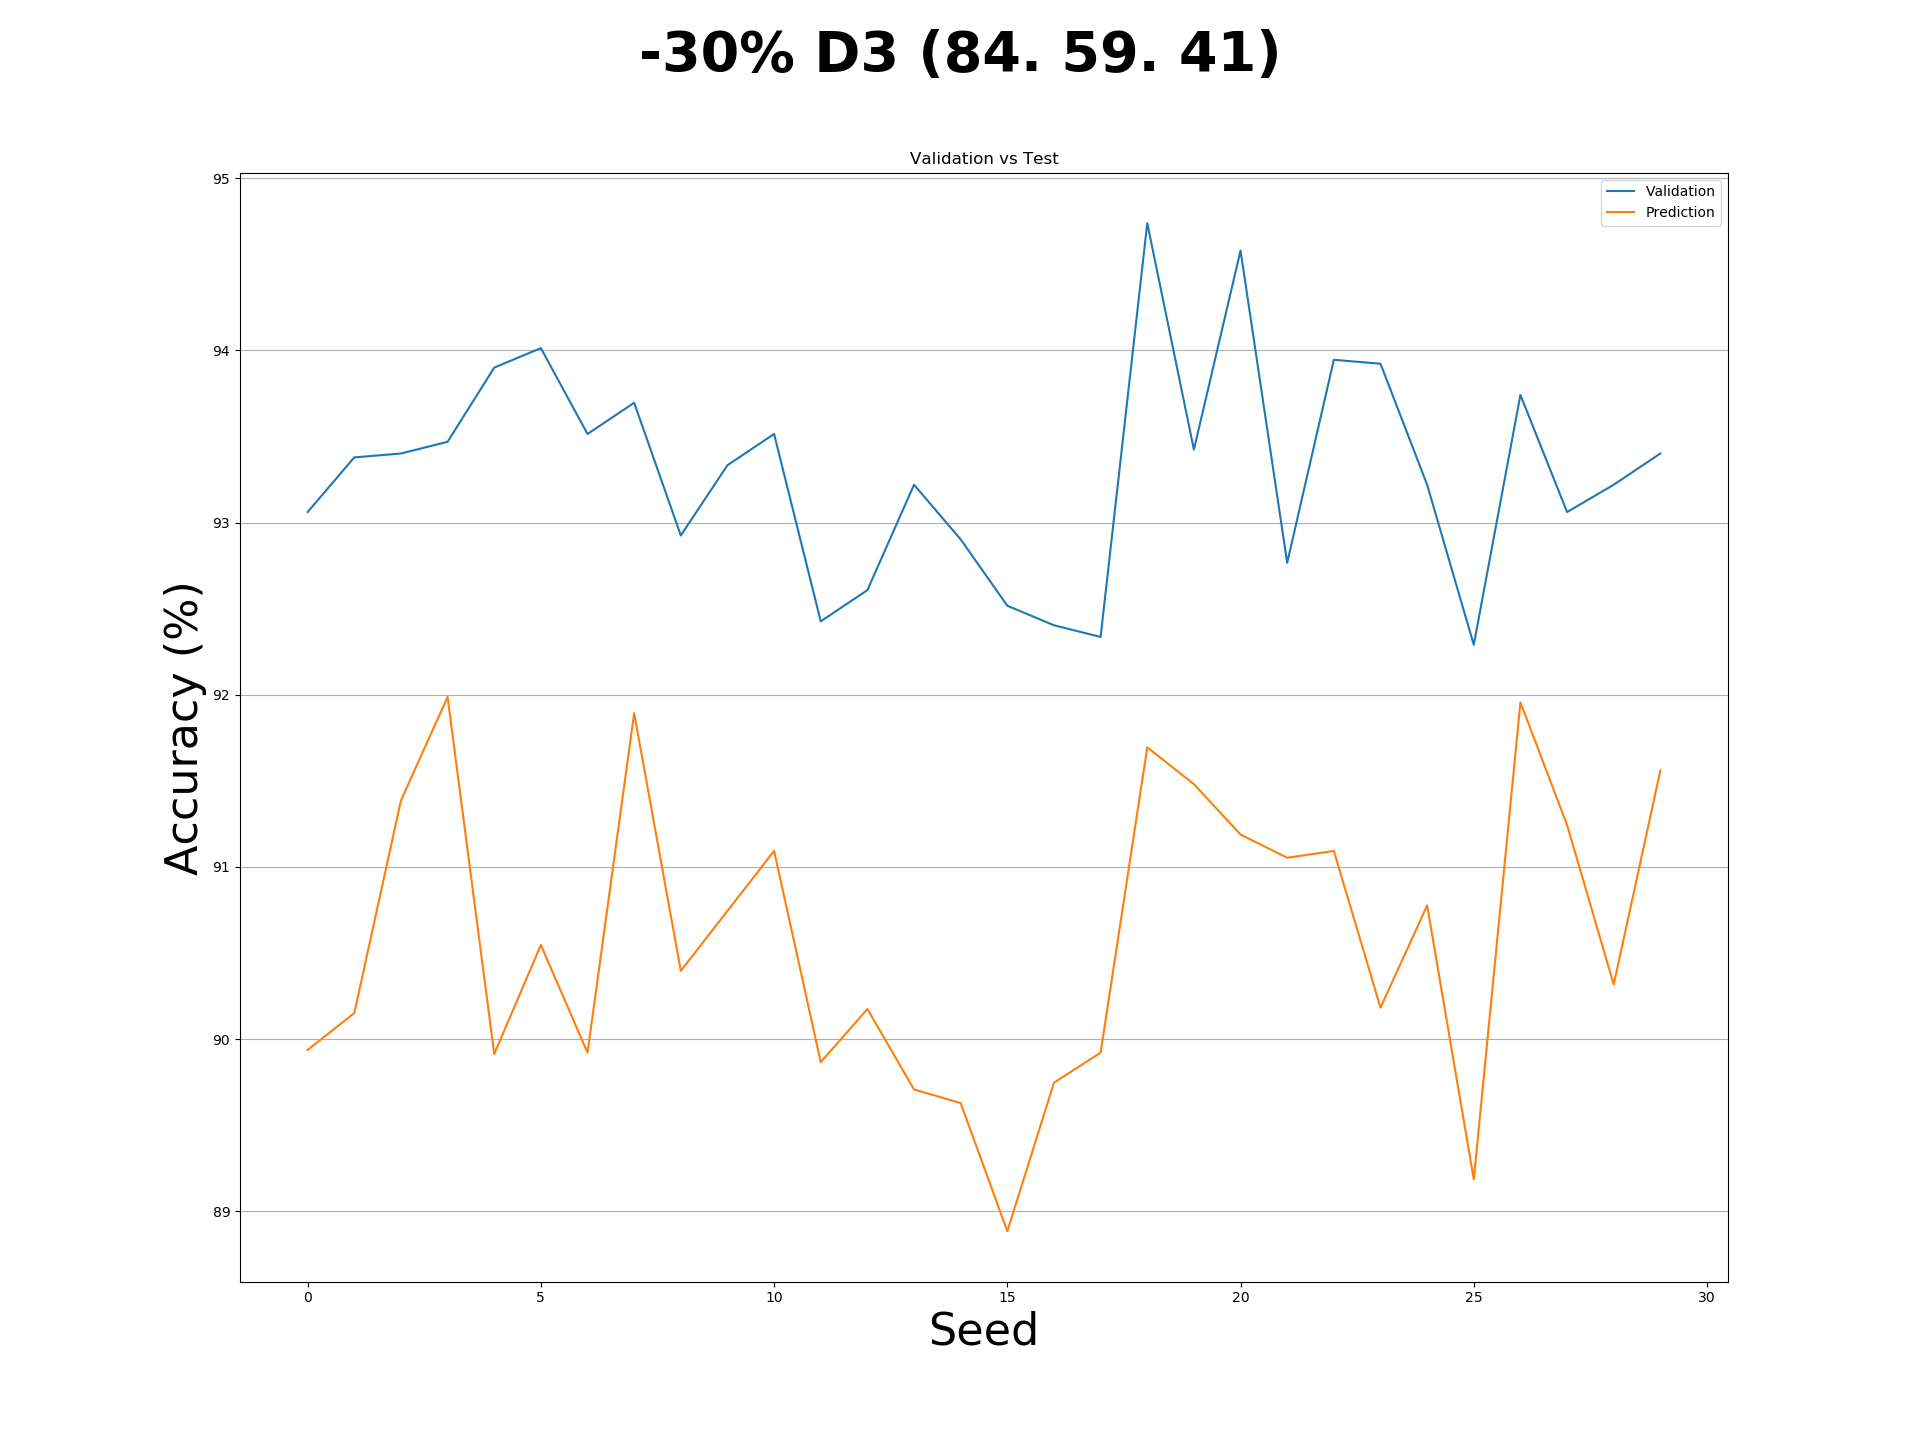 -30% D3 (84. 59. 41)
Validation vs Test
Validation
Prediction
95
94
93
92
91
90
89
Accuracy (%)
0 5 10 15 20 25 30
Seed